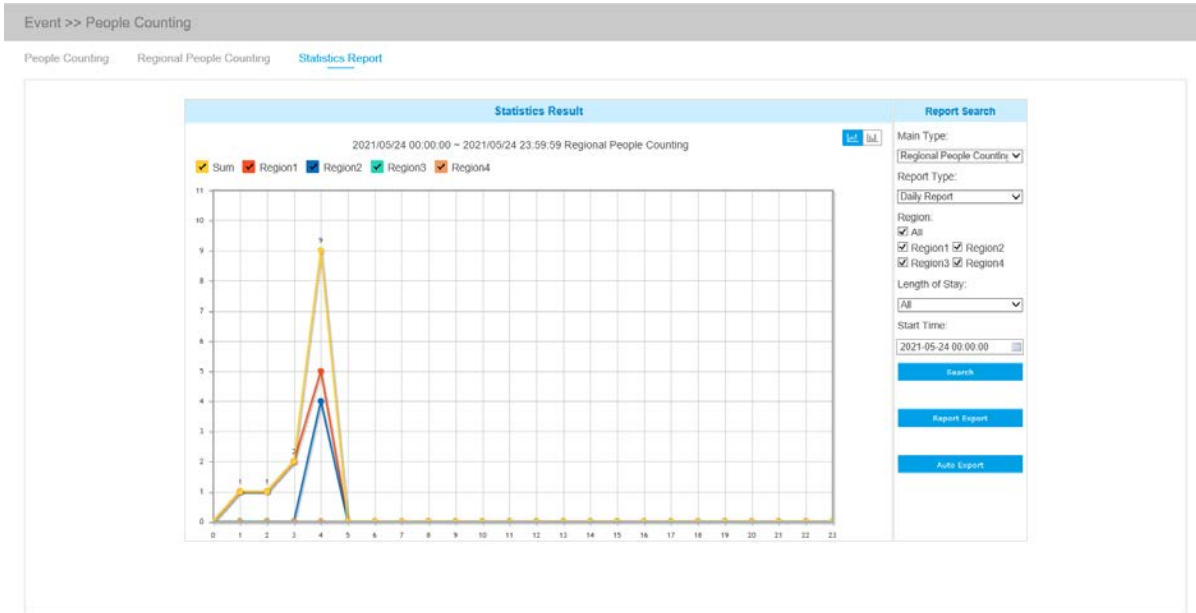 Event >> People Counting
People Counting Regional People Counting Statistics Report
Statistics Result
2021/05/24 00:00:00 ~ 2021/05/24 23:59:59 Regional People Counting
Sum Region1 Region2 Region3 Region4
11
10
9
9
8
7
6
5
4
3
2
2
1
1
1
0
0 1 2 3 4 5 6 7 8 9 10 11 12 13 14 15 16 17 18 19 20 21 22 23
Report Search
Main Type:
Regional People Countin
Report Type:
Daily Report
Region:
All
Region1 Region2
Region3 Region4
Length of Stay:
All
Start Time:
2021-05-24 00:00:00
Search
Report Export
Auto Export